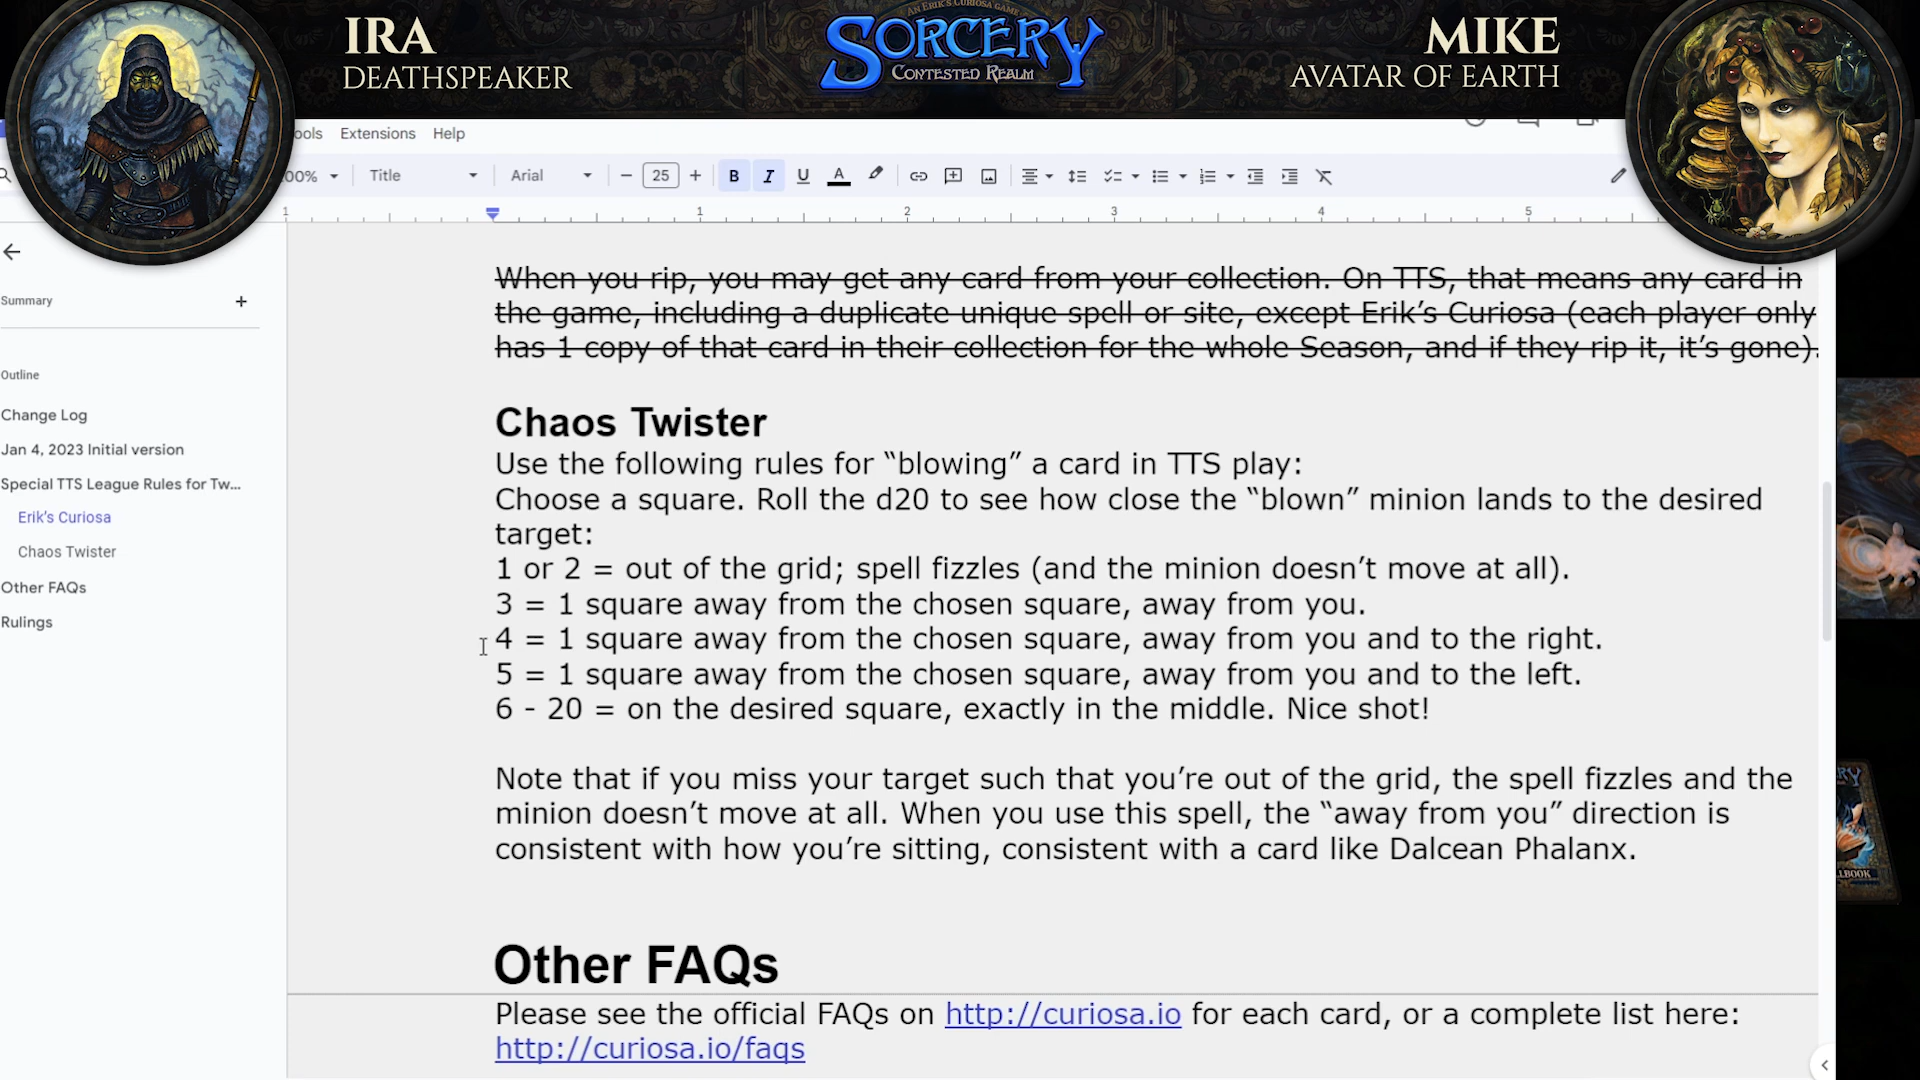 IRA
DEATHSPEAKER
AN ERIK'S CURIOSA GAME
SORCERY
CONTESTED REALM
MIKE
AVATAR OF EARTH
ools Extensions Help
00% Title Arial 25 B I U A
1 1 2 3 4 5
Summary
Outline
Change Log
Jan 4, 2023 Initial version
Special TTS League Rules for Tw...
Erik's Curiosa
Chaos Twister
Other FAQs
Rulings
When you rip, you may get any card from your collection. On TTS, that means any card in
the game, including a duplicate unique spell or site, except Erik's Curiosa (each player only
has 1 copy of that card in their collection for the whole Season, and if they rip it, it's gone).
Chaos Twister
Use the following rules for “blowing” a card in TTS play:
Choose a square. Roll the d20 to see how close the “blown” minion lands to the desired
target:
1 or 2 = out of the grid; spell fizzles (and the minion doesn't move at all).
3 = 1 square away from the chosen square, away from you.
4 = 1 square away from the chosen square, away from you and to the right.
5 = 1 square away from the chosen square, away from you and to the left.
6 - 20 = on the desired square, exactly in the middle. Nice shot!
Note that if you miss your target such that you're out of the grid, the spell fizzles and the
minion doesn't move at all. When you use this spell, the “away from you” direction is
consistent with how you're sitting, consistent with a card like Dalcean Phalanx.
Other FAQs
Please see the official FAQs on http://curiosa.io for each card, or a complete list here:
http://curiosa.io/faqs
RY
LLBOOK